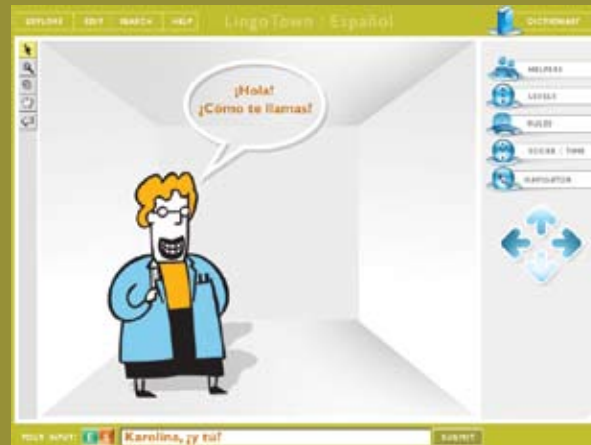 EXPLORE EDIT SEARCH HELP LingoTown : Español DICTIONARY
¡Hola!
¿Cómo te llamas?
HELPERS
LEVELS
RULES
VOCAB / TIME
NAVIGATOR
YOUR INPUT: Karolina, ¿y tú? SUBMIT